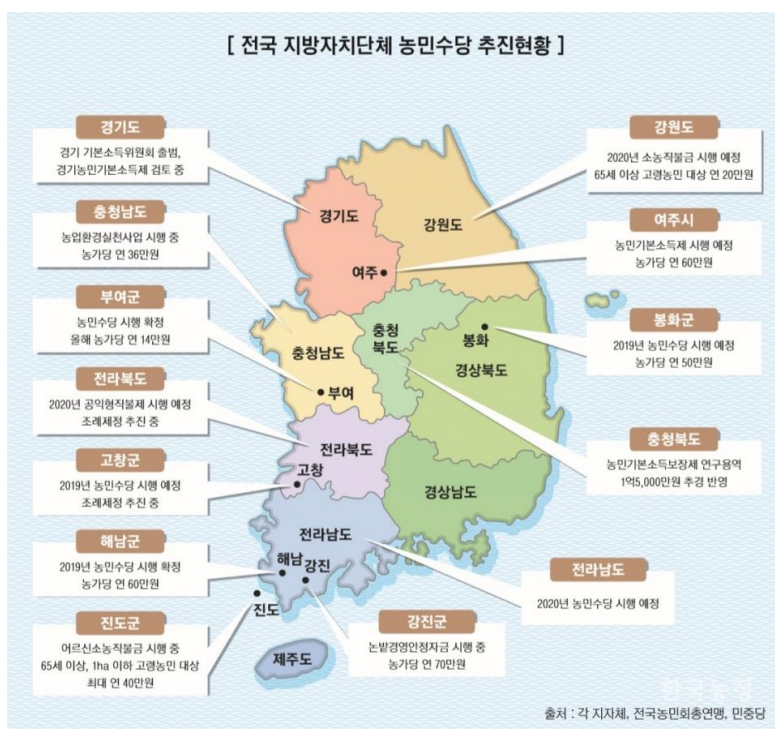 [ 전국 지방자치단체 농민수당 추진현황 ]
경기도
경기 기본소득위원회 출범,
경기농민기본소득제 검토 중
충청남도
농업환경실천사업 시행 중
농가당 연 36만원
부여군
농민수당 시행 확정
올해 농가당 연 14만원
전라북도
2020년 공익형직불제 시행 예정
조례제정 추진 중
고창군
2019년 농민수당 시행 예정
조례제정 추진 중
해남군
2019년 농민수당 시행 확정
농가당 연 60만원
진도군
어르신소농직불금 시행 중
65세 이상, 1ha 이하 고령농민 대상
최대 연 40만원
경기도
강원도
여주
충청
북도
봉화
충청남도
경상북도
부여
전라북도
고창
경상남도
전라남도
해남
강진
진도
제주도
강원도
2020년 소농직불금 시행 예정
65세 이상 고령농민 대상 연 20만원
여주시
농민기본소득제 시행 예정
농가당 연 60만원
봉화군
2019년 농민수당 시행 예정
농가당 연 50만원
충청북도
농민기본소득보장제 연구용역
1억5,000만원 추경 반영
전라남도
2020년 농민수당 시행 예정
강진군
논밭경영안정자금 시행 중
농가당 연 70만원
한국농정
출처 : 각 지자체, 전국농민회총연맹, 민중당